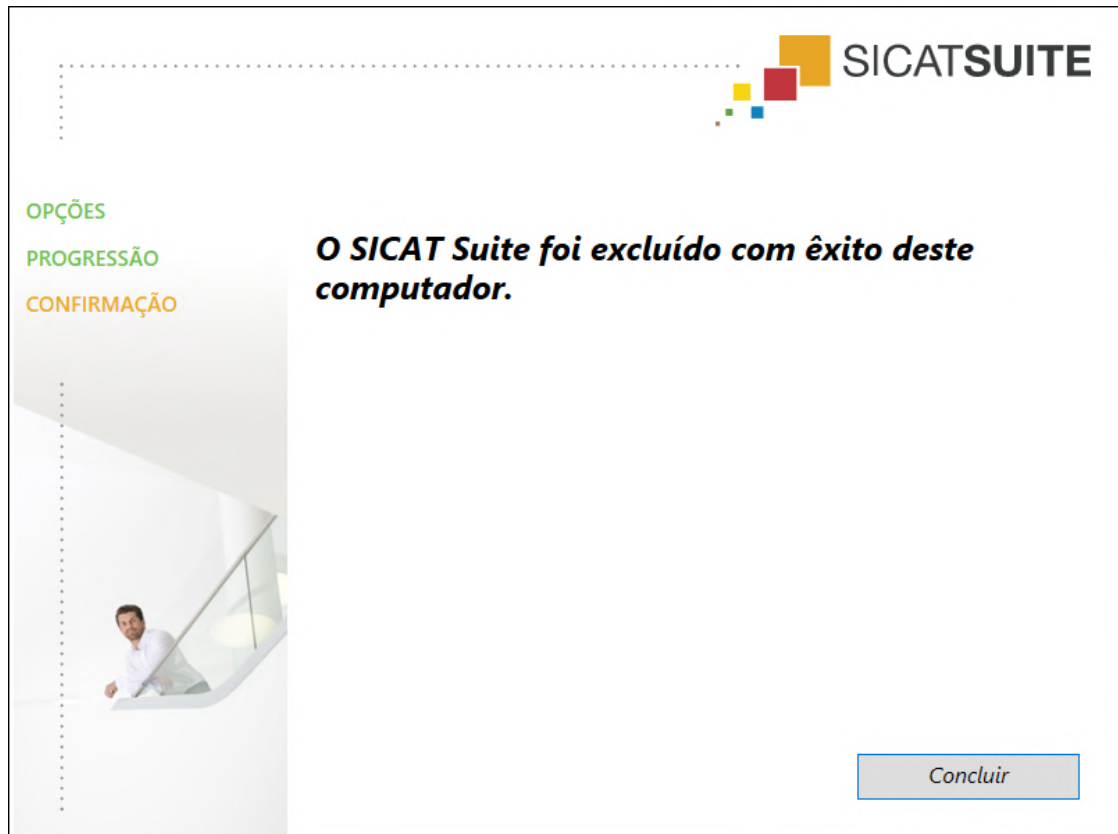 SICATSUITE
OPÇÕES
PROGRESSÃO
CONFIRMAÇÃO
O SICAT Suite foi excluído com êxito deste
computador.
Concluir